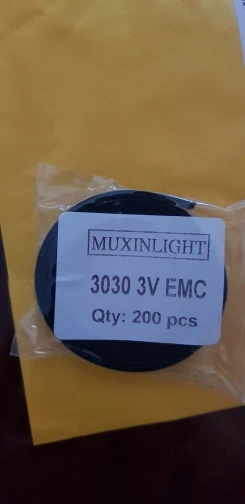 MUXINLIGHT
3030 3V EMC
Qty: 200 pcs